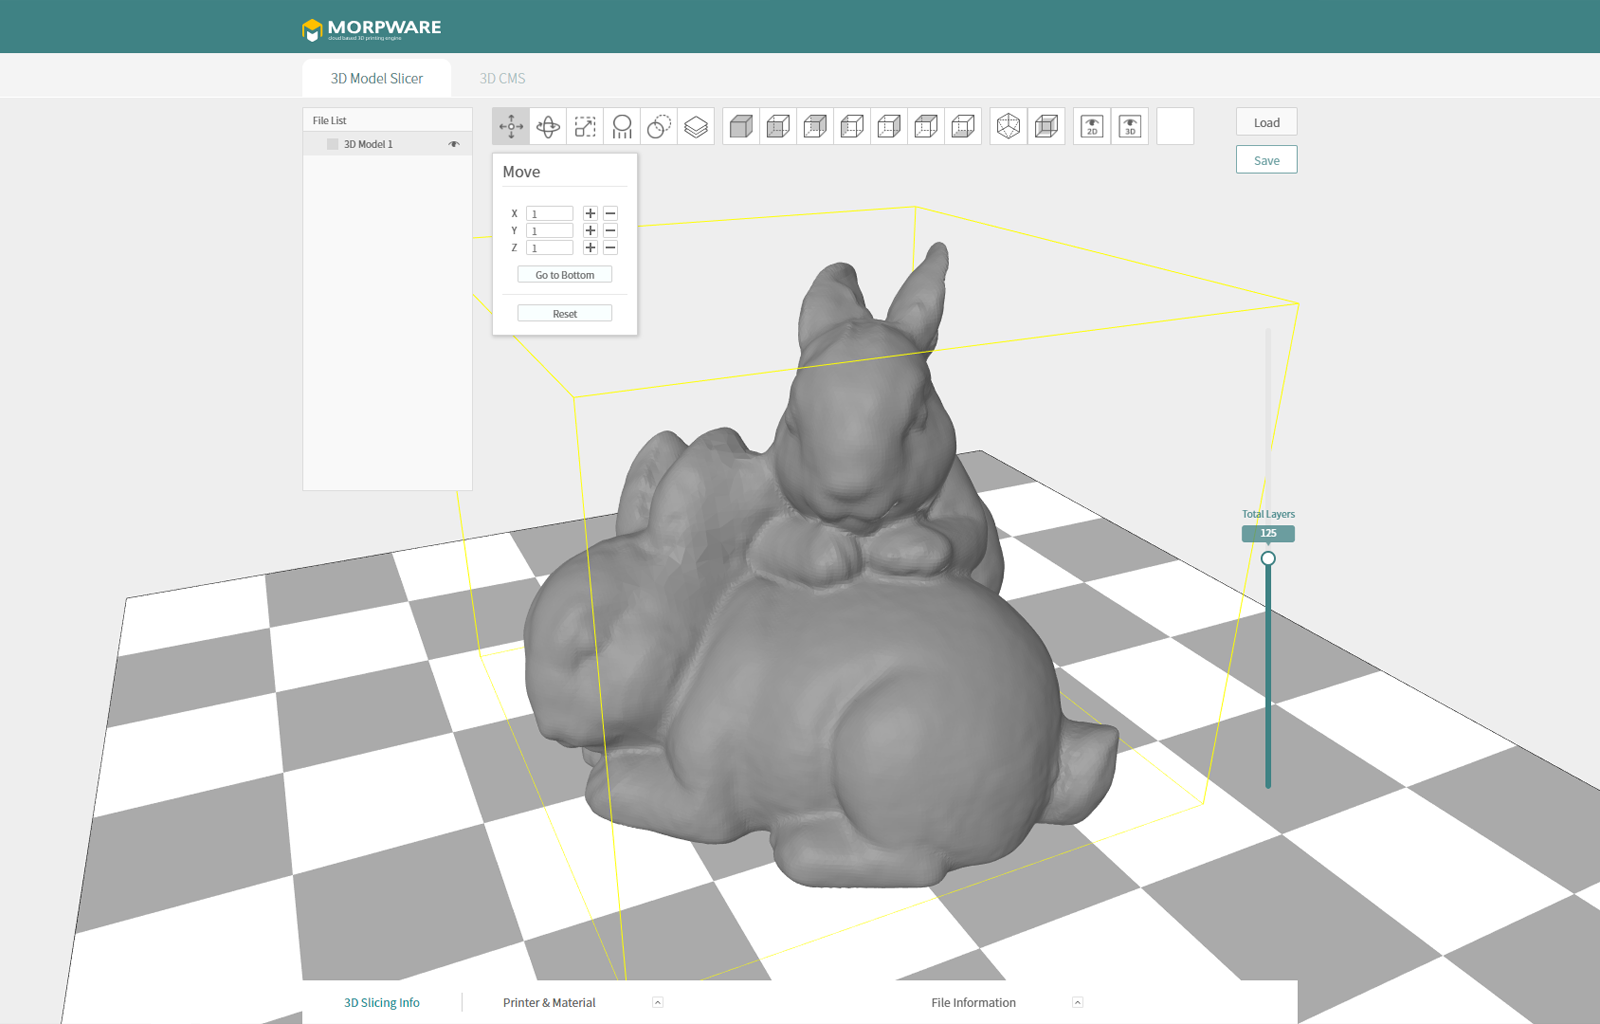 MORPWARE
cloud based 3D printing engine
3D Model Slicer
3D CMS
File List
3D Model 1
2D
3D
Load
Save
Move
X 1
Y 1
Z 1
Go to Bottom
Reset
Total Layers
125
3D Slicing Info
Printer & Material
File Information